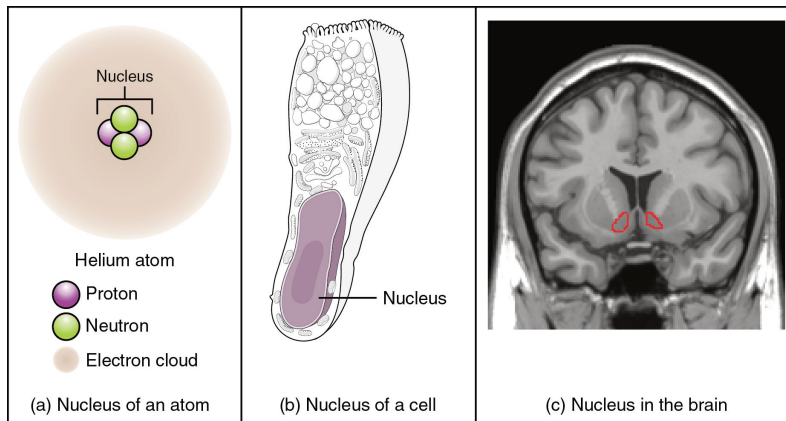 Nucleus
Helium atom
Proton
Neutron
Electron cloud
(a) Nucleus of an atom
Nucleus
(b) Nucleus of a cell
(c) Nucleus in the brain